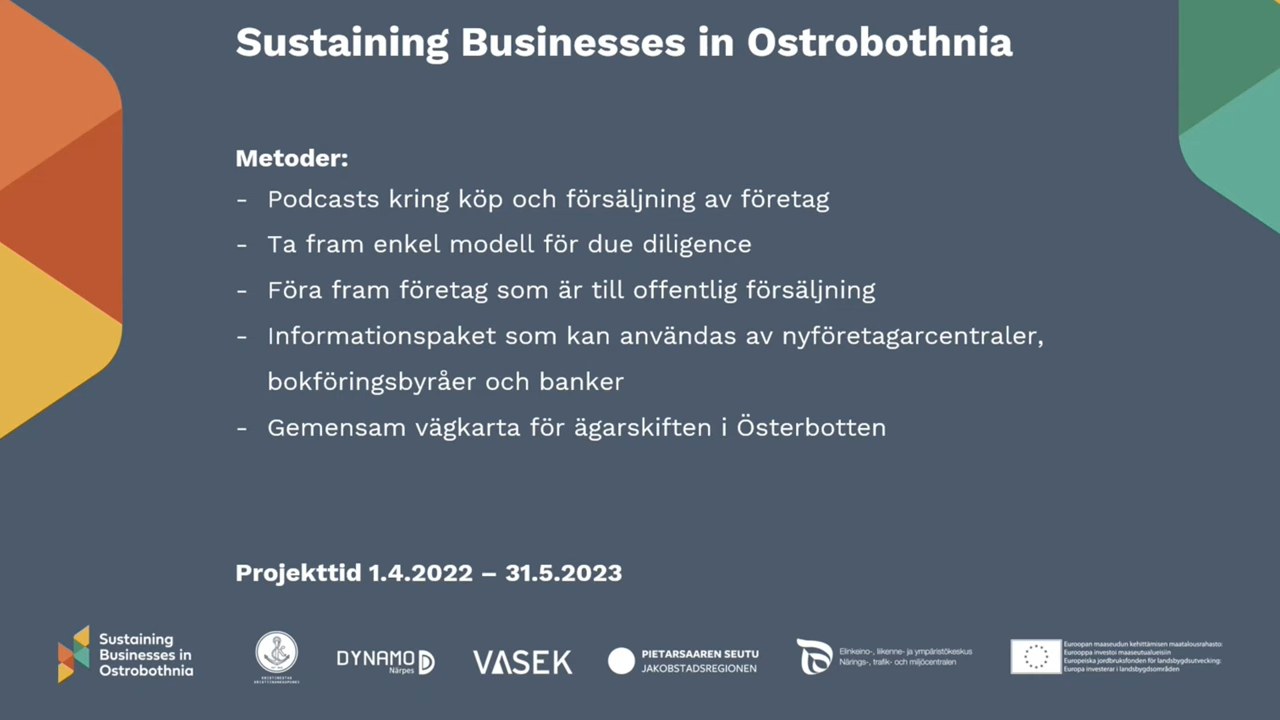 Sustaining Businesses in Ostrobothnia
Metoder:
- Podcasts kring köp och försäljning av företag
- Ta fram enkel modell för due diligence
- Föra fram företag som är till offentlig försäljning
- Informationspaket som kan användas av nyföretagarcentraler,
bokföringsbyråer och banker
- Gemensam vägkarta för ägarskiften i Österbotten
Projekttid 1.4.2022 – 31.5.2023
Sustaining
Businesses in
Ostrobothnia
DYNAMO
Närpes
VASEK
PIETARSAAREN SEUTU
JAKOBSTADSREGIONEN
Elinkeino-, liikenne- ja ympäristökeskus
Närings-, trafik- och miljöcentralen
Euroopan maaseudun kehittämisen maatalousrahasto:
Eurooppa investoi maaseutualueisiin
Europeiska jordbruksfonden för landsbygdsutveckling:
Europa investerar i landsbygdsområden